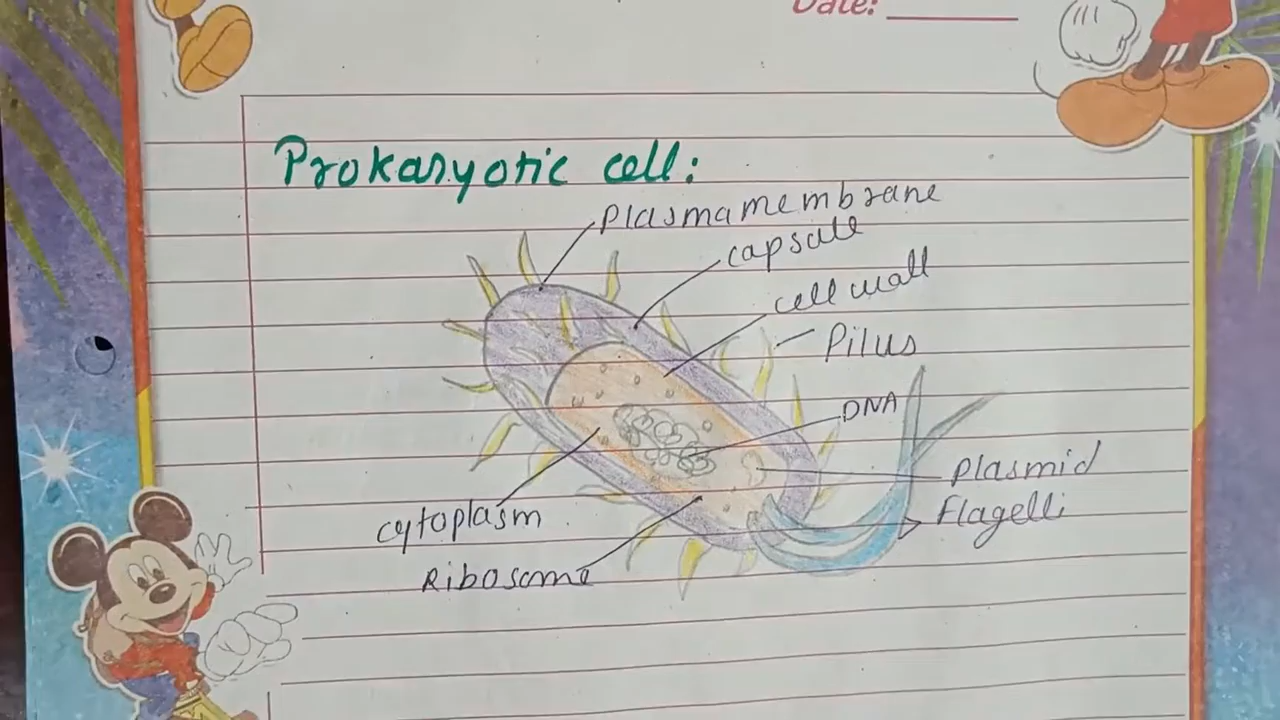 Date:
Prokaryotic cell:
Plasmamembrane
capsule
cell wall
Pilus
DNA
Plasmid
Flagelli
cytoplasm
Ribosome